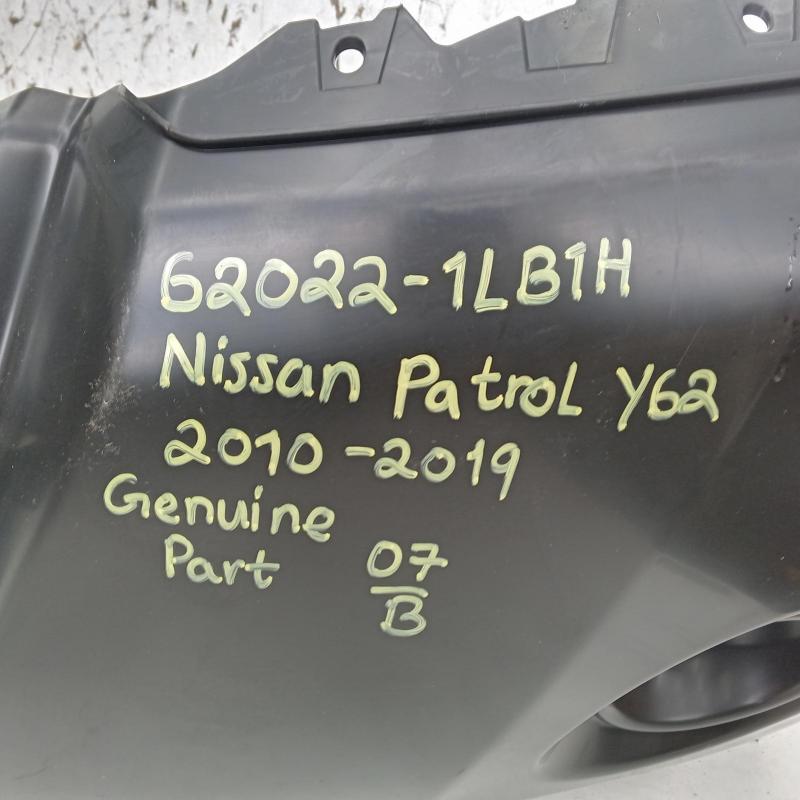 62022-1LB1H
Nissan Patrol Y62
2010-2019
Genuine
Part
07
B